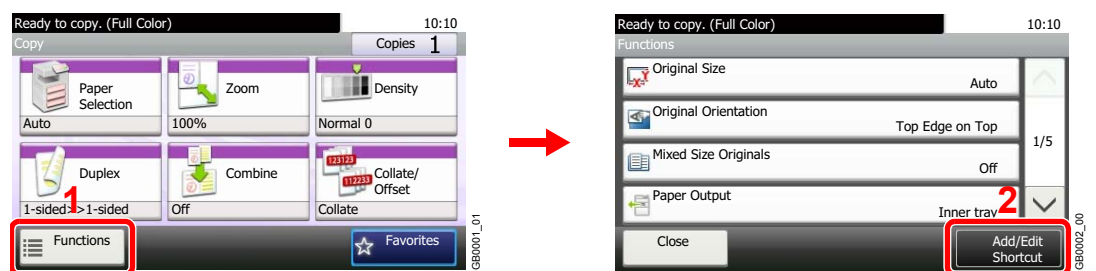 Ready to copy. (Full Color) 10:10
Copy Copies 1
Paper
Selection
Auto
Zoom
100%
Density
Normal 0
Duplex
1-sided>>1-sided
Combine
Off
123123
112233
Collate/
Offset
Collate
1
Functions
Favorites
GB0001_01
Ready to copy. (Full Color) 10:10
Functions
Original Size
Auto
Original Orientation
Top Edge on Top
1/5
Mixed Size Originals
Off
Paper Output
Inner tray
2
Close
Add/Edit
Shortcut
GB0002_00